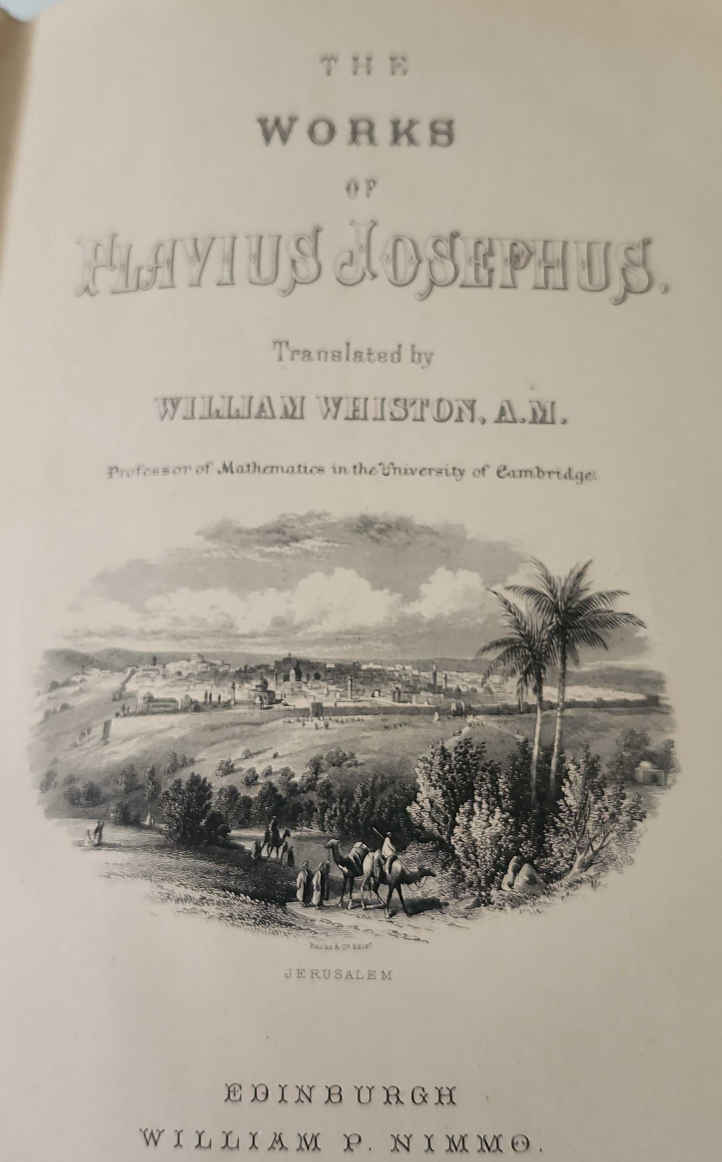 THE
WORKS
OF
FLAVIUS JOSEPHUS.
Translated by
WILLIAM WHISTON, A.M.
Professor of Mathematics in the University of Cambridge.
JERUSALEM
EDINBURGH
WILLIAM P. NIMMO.